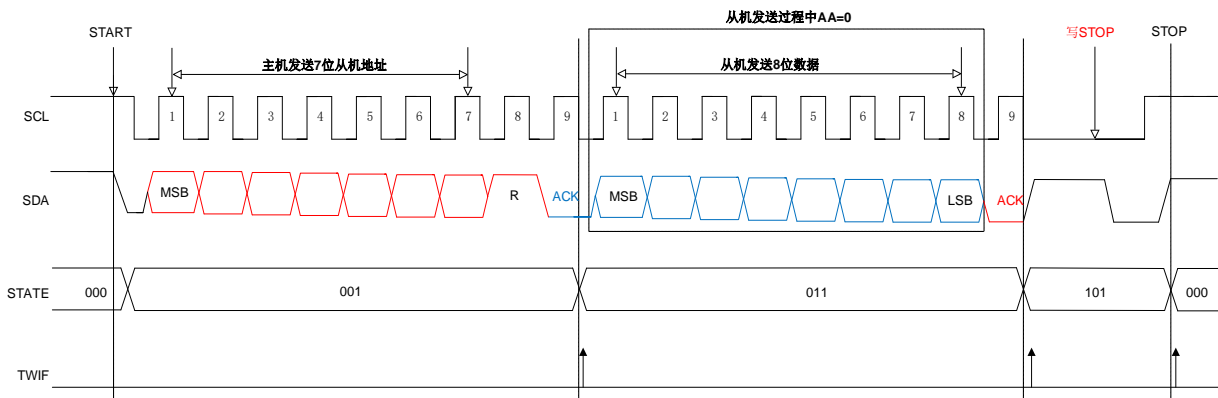 从机发送过程中AA=0
START
写STOP
STOP
主机发送7位从机地址
从机发送8位数据
SCL
1 2 3 4 5 6 7 8 9 1 2 3 4 5 6 7 8 9
SDA
MSB R ACK MSB LSB ACK
STATE
000 001 011 101 000
TWIF